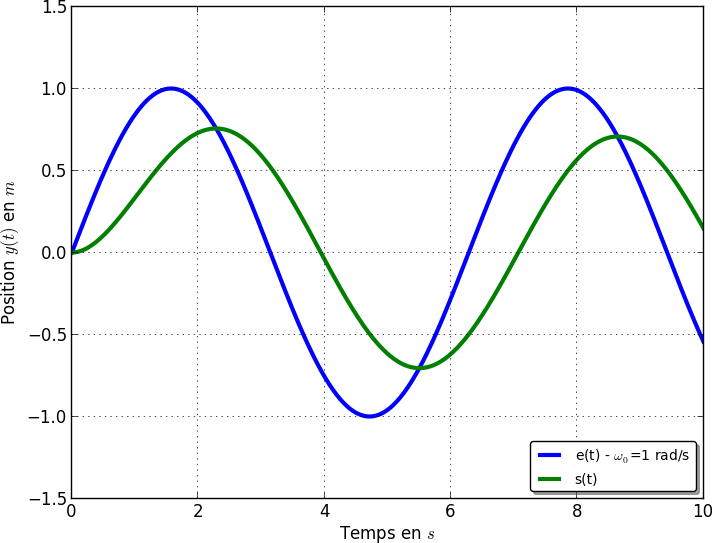 1.5
1.0
0.5
0.0
−0.5
−1.0
−1.5
Position y(t) en m
0 2 4 6 8 10
Temps en s
e(t) - ω₀=1 rad/s
s(t)